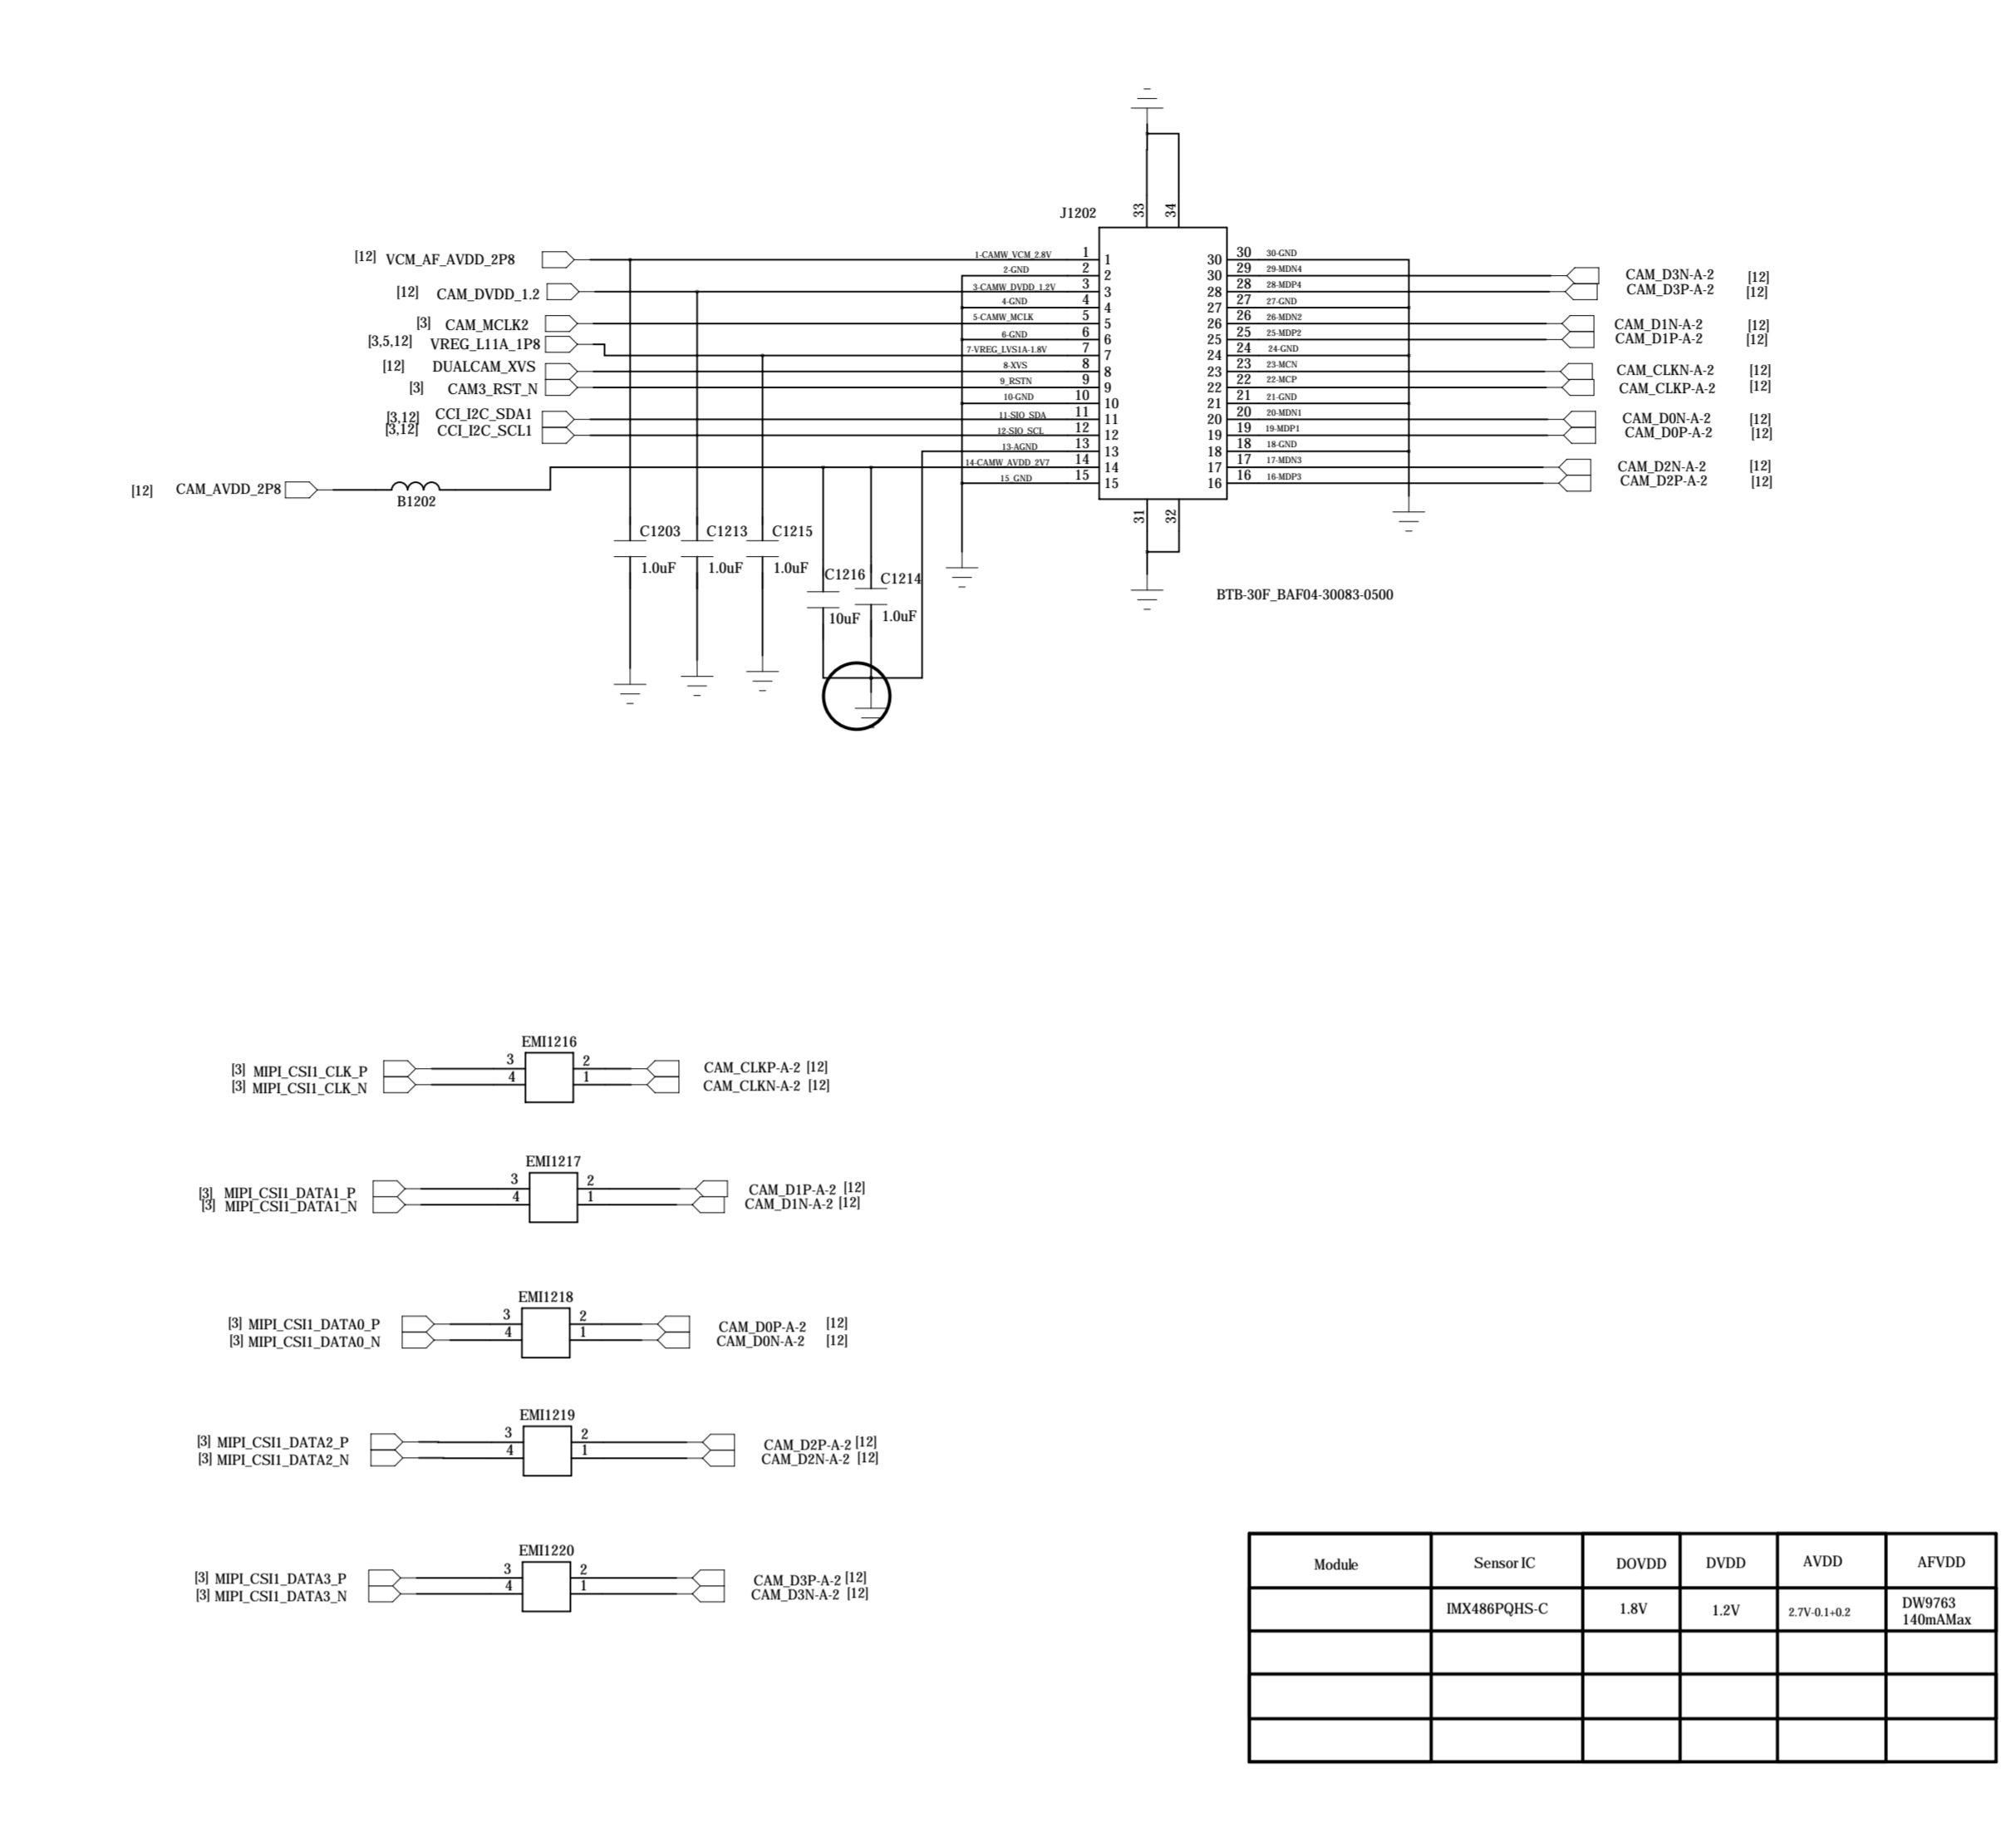 33
34
J1202
[12] VCM_AF_AVDD_2P8 1-CAMW_VCM_2.8V 1 1 30 30 30-GND
2-GND 2 2 30 29 29-MDN4 CAM_D3N-A-2 [12]
[12] CAM_DVDD_1.2 3-CAMW_DVDD_1.2V 3 3 28 28 28-MDP4 CAM_D3P-A-2 [12]
4-GND 4 4 27 27 27-GND
[3] CAM_MCLK2 5-CAMW_MCLK 5 5 26 26 26-MDN2 CAM_D1N-A-2 [12]
6-GND 6 6 25 25 25-MDP2 CAM_D1P-A-2 [12]
[3,5,12] VREG_L11A_1P8 7-VREG_LVS1A-1.8V 7 7 24 24 24-GND
[12] DUALCAM_XVS 8-XVS 8 8 23 23 23-MCN CAM_CLKN-A-2 [12]
[3] CAM3_RST_N 9_RSTN 9 9 22 22 22-MCP CAM_CLKP-A-2 [12]
10-GND 10 10 21 21 21-GND
[3,12] CCI_I2C_SDA1 11-SIO_SDA 11 11 20 20 20-MDN1 CAM_D0N-A-2 [12]
[3,12] CCI_I2C_SCL1 12-SIO_SCL 12 12 19 19 19-MDP1 CAM_D0P-A-2 [12]
13-AGND 13 13 18 18 18-GND
14-CAMW_AVDD_2V7 14 14 17 17 17-MDN3 CAM_D2N-A-2 [12]
15_GND 15 15 16 16 16-MDP3 CAM_D2P-A-2 [12]
[12] CAM_AVDD_2P8
B1202
31
32
C1203 C1213 C1215
1.0uF 1.0uF 1.0uF
C1216 C1214
10uF 1.0uF
BTB-30F_BAF04-30083-0500
EMI1216
[3] MIPI_CSI1_CLK_P 3 2 CAM_CLKP-A-2 [12]
[3] MIPI_CSI1_CLK_N 4 1 CAM_CLKN-A-2 [12]
EMI1217
[3] MIPI_CSI1_DATA1_P 3 2 CAM_D1P-A-2 [12]
[3] MIPI_CSI1_DATA1_N 4 1 CAM_D1N-A-2 [12]
EMI1218
[3] MIPI_CSI1_DATA0_P 3 2 CAM_D0P-A-2 [12]
[3] MIPI_CSI1_DATA0_N 4 1 CAM_D0N-A-2 [12]
EMI1219
[3] MIPI_CSI1_DATA2_P 3 2 CAM_D2P-A-2 [12]
[3] MIPI_CSI1_DATA2_N 4 1 CAM_D2N-A-2 [12]
EMI1220
[3] MIPI_CSI1_DATA3_P 3 2 CAM_D3P-A-2 [12]
[3] MIPI_CSI1_DATA3_N 4 1 CAM_D3N-A-2 [12]
Module Sensor IC DOVDD DVDD AVDD AFVDD
IMX486PQHS-C 1.8V 1.2V 2.7V-0.1+0.2 DW9763
140mAMax